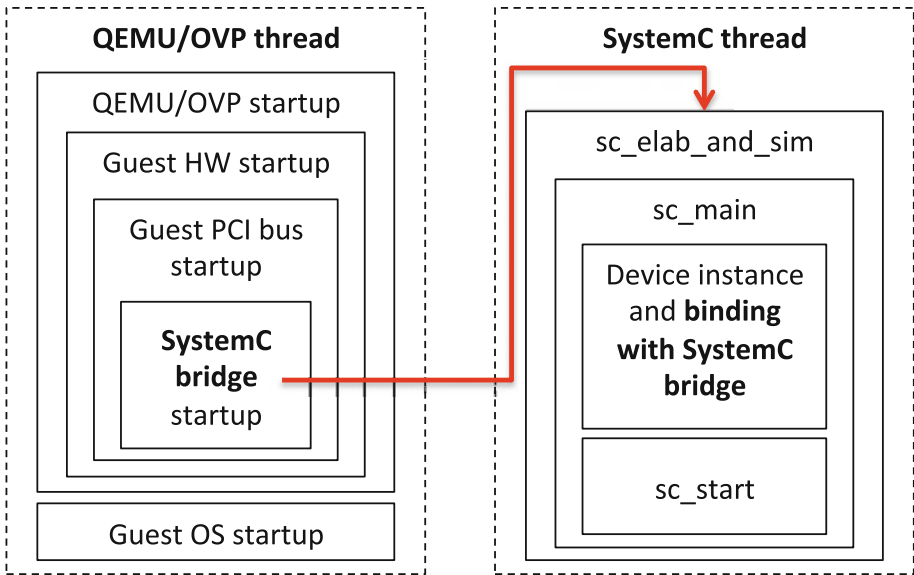 QEMU/OVP thread
QEMU/OVP startup
Guest HW startup
Guest PCI bus
startup
SystemC
bridge
startup
Guest OS startup
SystemC thread
sc_elab_and_sim
sc_main
Device instance
and binding
with SystemC
bridge
sc_start